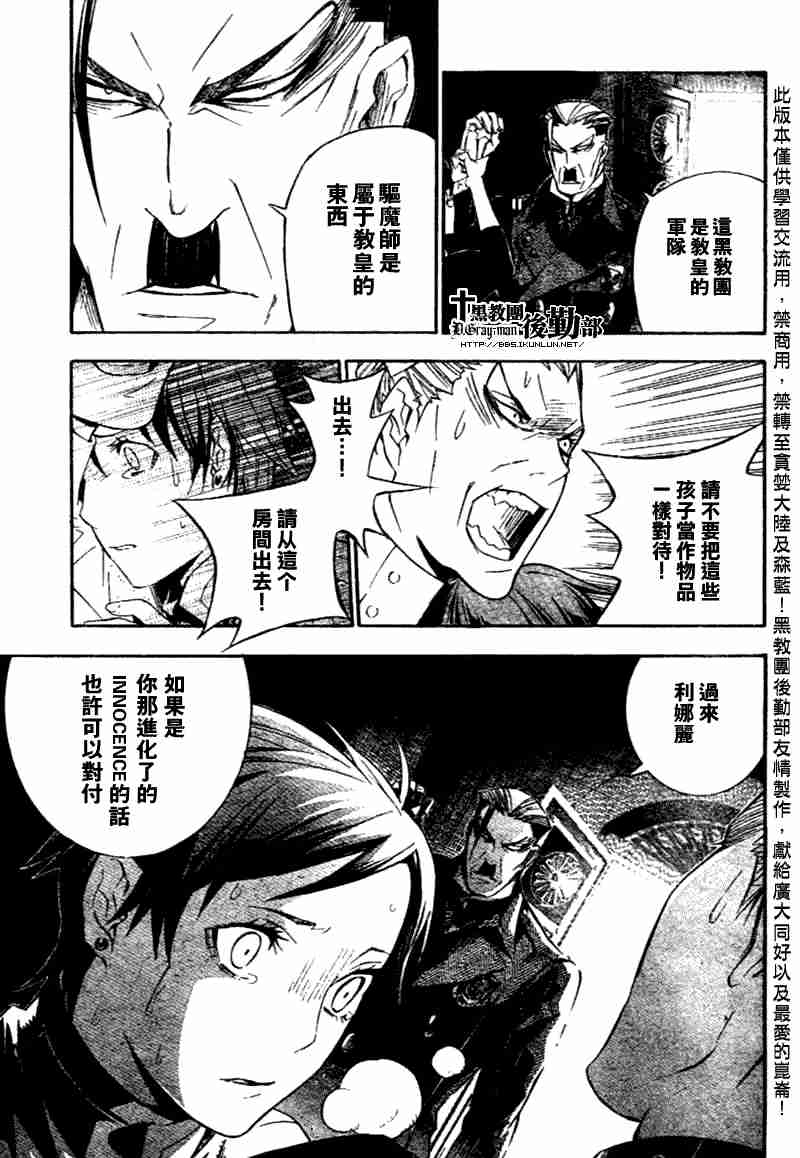 這黑教團
是教皇的
軍隊
驅魔師是
屬于教皇的
東西
黑教團
D.Gray-man
後勤部
HTTP://BBS.IKUNLUN.NET/
請不要把這些
孩子當作物品
一樣對待！
出去…！
請从這个
房間出去！
過來
利娜麗
如果是
你那進化了的
INNOCENCE的話
也許可以對付
此版本僅供學習交流用，禁商用，禁轉至貪婪大陸及森藍！黑教團後勤部友情製作，獻給廣大同好以及最愛的崑崙！